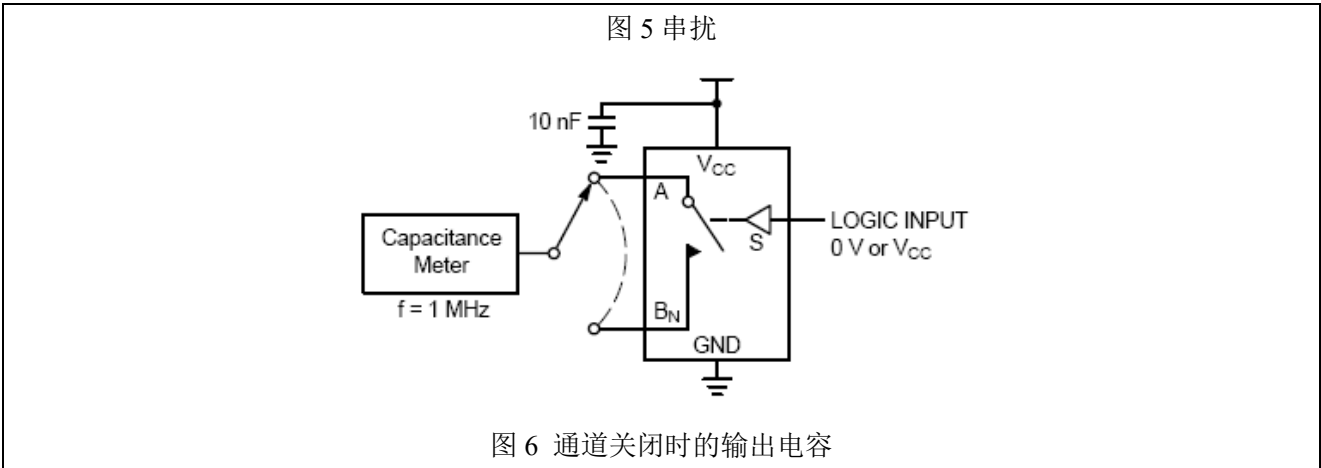 图 5 串扰
10 nF
VCC
A
S
LOGIC INPUT
0 V or VCC
Capacitance
Meter
f = 1 MHz
BN
GND
图 6 通道关闭时的输出电容